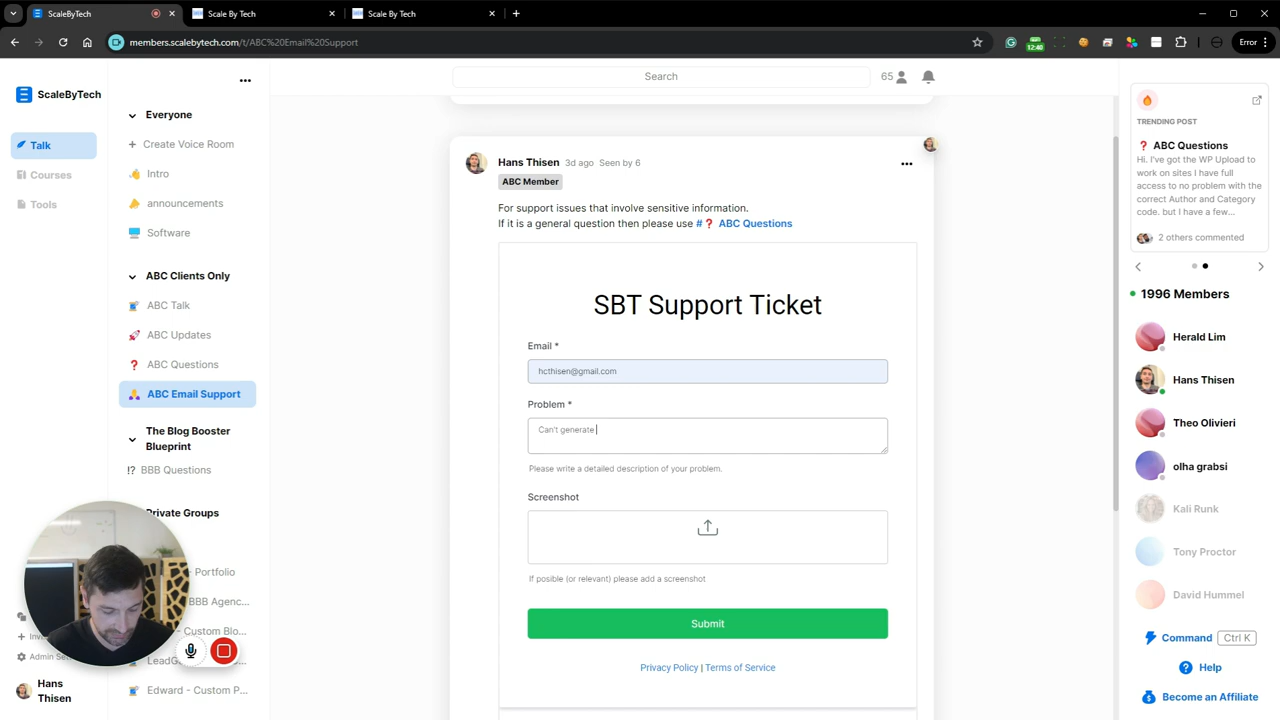 ScaleByTech
Scale By Tech
Scale By Tech
members.scalebytech.com/t/ABC%20Email%20Support
12:40
Error
ScaleByTech
Talk
Courses
Tools
Everyone
Create Voice Room
Intro
announcements
Software
ABC Clients Only
ABC Talk
ABC Updates
ABC Questions
ABC Email Support
The Blog Booster
Blueprint
BBB Questions
Private Groups
- Portfolio
BBB Agenc...
- Custom Blo...
LeadG
Edward - Custom P...
Admin Se
Hans
Thisen
Search
65
Hans Thisen 3d ago Seen by 6
ABC Member
For support issues that involve sensitive information.
If it is a general question then please use #❓ ABC Questions
SBT Support Ticket
Email *
hcthisen@gmail.com
Problem *
Can't generate
Please write a detailed description of your problem.
Screenshot
If posible (or relevant) please add a screenshot
Submit
Privacy Policy | Terms of Service
TRENDING POST
❓ ABC Questions
Hi. I've got the WP Upload to
work on sites I have full
access to no problem with the
correct Author and Category
code. but I have a few...
2 others commented
1996 Members
Herald Lim
Hans Thisen
Theo Olivieri
olha grabsi
Kali Runk
Tony Proctor
David Hummel
Command Ctrl K
Help
Become an Affiliate